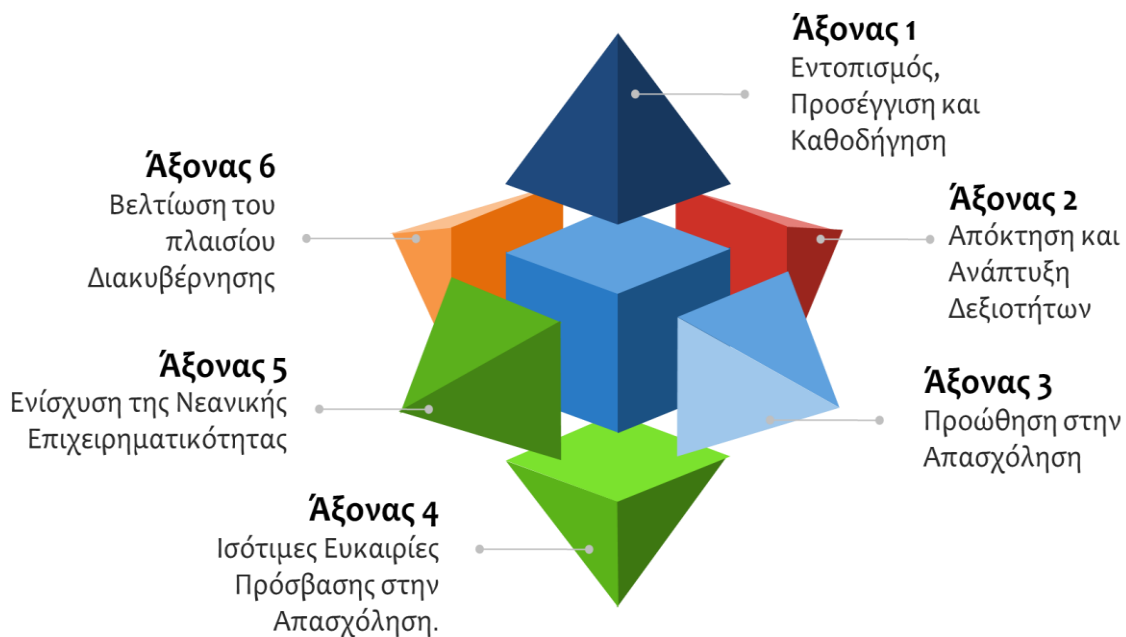 Άξονας 1
Εντοπισμός,
Προσέγγιση και
Καθοδήγηση
Άξονας 2
Απόκτηση και
Ανάπτυξη
Δεξιοτήτων
Άξονας 3
Προώθηση στην
Απασχόληση
Άξονας 4
Ισότιμες Ευκαιρίες
Πρόσβασης στην
Απασχόληση.
Άξονας 5
Ενίσχυση της Νεανικής
Επιχειρηματικότητας
Άξονας 6
Βελτίωση του
πλαισίου
Διακυβέρνησης